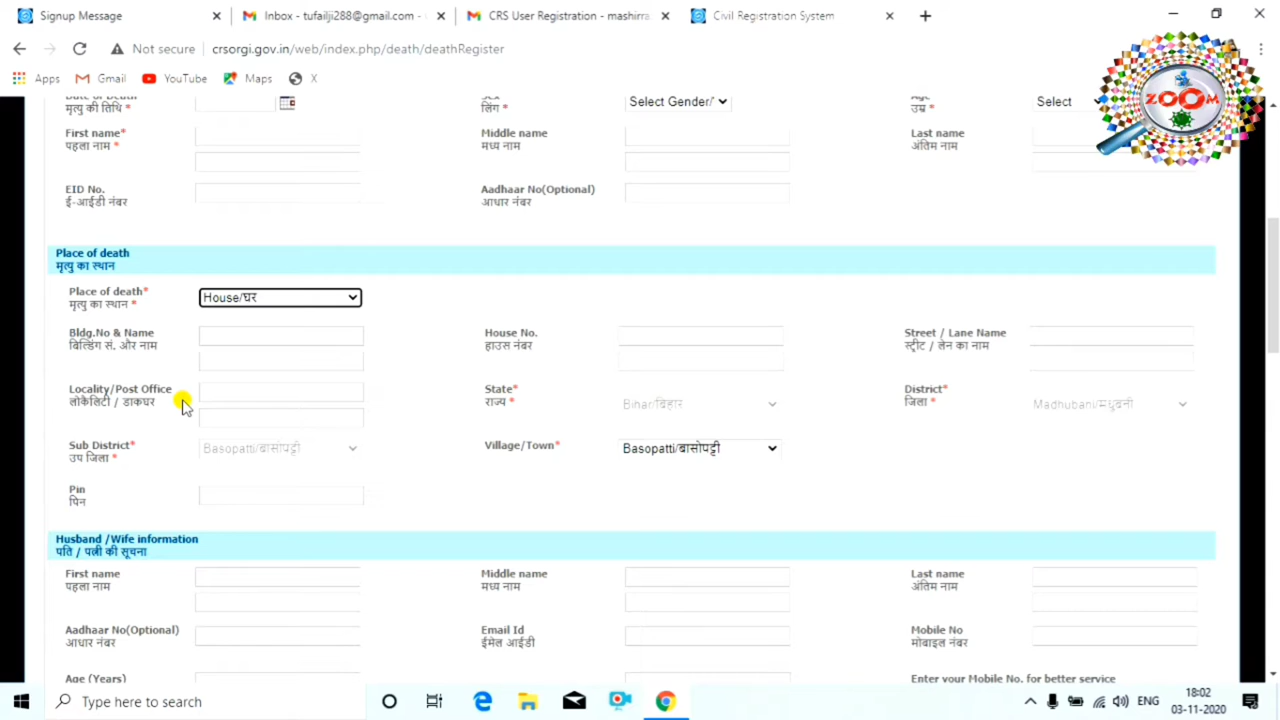 Signup Message
Inbox - tufailji288@gmail.com -
CRS User Registration - mashirra
Civil Registration System
Not secure crsorgi.gov.in/web/index.php/death/deathRegister
Apps Gmail YouTube Maps X
ZOOM
मृत्यु की तिथि * लिंग * Select Gender/ उम्र * Select
First name* Middle name Last name
पहला नाम * मध्य नाम अंतिम नाम
EID No. Aadhaar No(Optional)
ई-आईडी नंबर आधार नंबर
Place of death
मृत्यु का स्थान
Place of death* House/घर
मृत्यु का स्थान *
Bldg.No & Name House No. Street / Lane Name
बिल्डिंग सं. और नाम हाउस नंबर स्ट्रीट / लेन का नाम
Locality/Post Office State* District*
लोकैलिटी / डाकघर राज्य * Bihar/बिहार जिला * Madhubani/मधुबनी
Sub District* Basopatti/बासोपट्टी Village/Town* Basopatti/बासोपट्टी
उप जिला *
Pin
पिन
Husband /Wife information
पति / पत्नी की सूचना
First name Middle name Last name
पहला नाम मध्य नाम अंतिम नाम
Aadhaar No(Optional) Email Id Mobile No
आधार नंबर ईमेल आईडी मोबाइल नंबर
Age (Years) Enter your Mobile No. for better service
Type here to search
ENG
18:02
03-11-2020